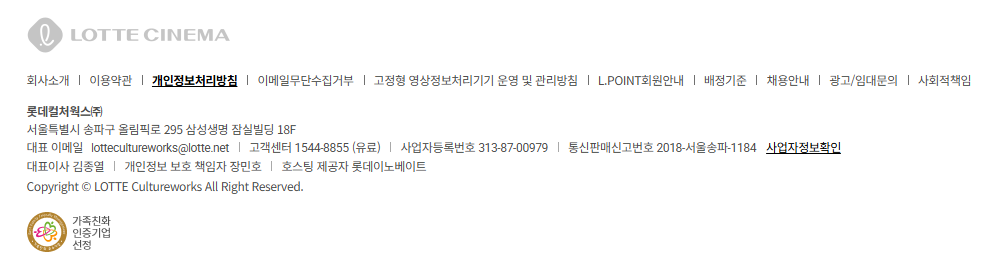 LOTTE CINEMA
회사소개 | 이용약관 | 개인정보처리방침 | 이메일무단수집거부 | 고정형 영상정보처리기기 운영 및 관리방침 | L.POINT회원안내 | 배정기준 | 채용안내 | 광고/임대문의 | 사회적책임
롯데컬처웍스㈜
서울특별시 송파구 올림픽로 295 삼성생명 잠실빌딩 18F
대표 이메일 lottecultureworks@lotte.net | 고객센터 1544-8855 (유료) | 사업자등록번호 313-87-00979 | 통신판매신고번호 2018-서울송파-1184 사업자정보확인
대표이사 김종열 | 개인정보 보호 책임자 장민호 | 호스팅 제공자 롯데이노베이트
Copyright © LOTTE Cultureworks All Right Reserved.
가족친화
인증기업
선정